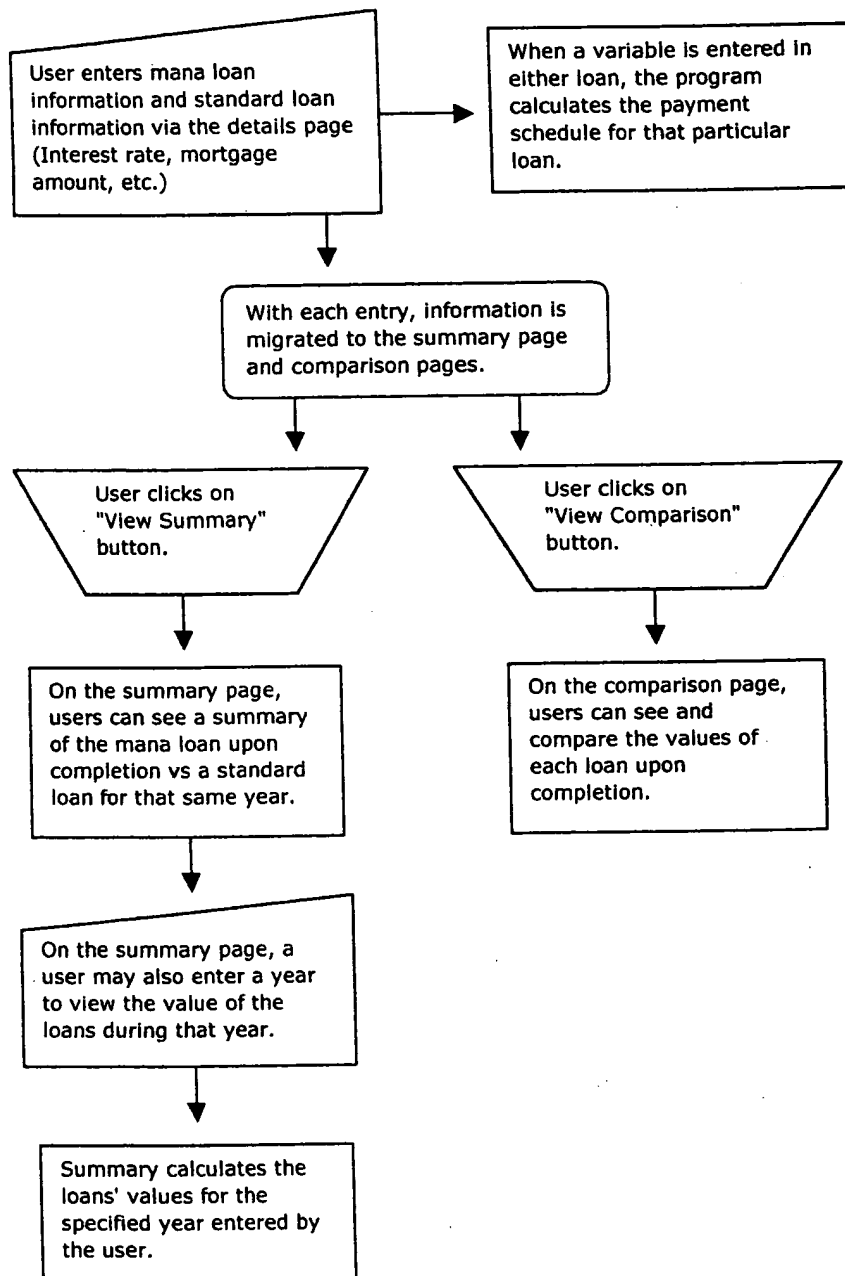 User enters mana loan
information and standard loan
information via the details page
(Interest rate, mortgage
amount, etc.)
When a variable is entered in
either loan, the program
calculates the payment
schedule for that particular
loan.
With each entry, information is
migrated to the summary page
and comparison pages.
User clicks on
"View Summary"
button.
User clicks on
"View Comparison"
button.
On the summary page,
users can see a summary
of the mana loan upon
completion vs a standard
loan for that same year.
On the comparison page,
users can see and
compare the values of
each loan upon
completion.
On the summary page, a
user may also enter a year
to view the value of the
loans during that year.
Summary calculates the
loans' values for the
specified year entered by
the user.